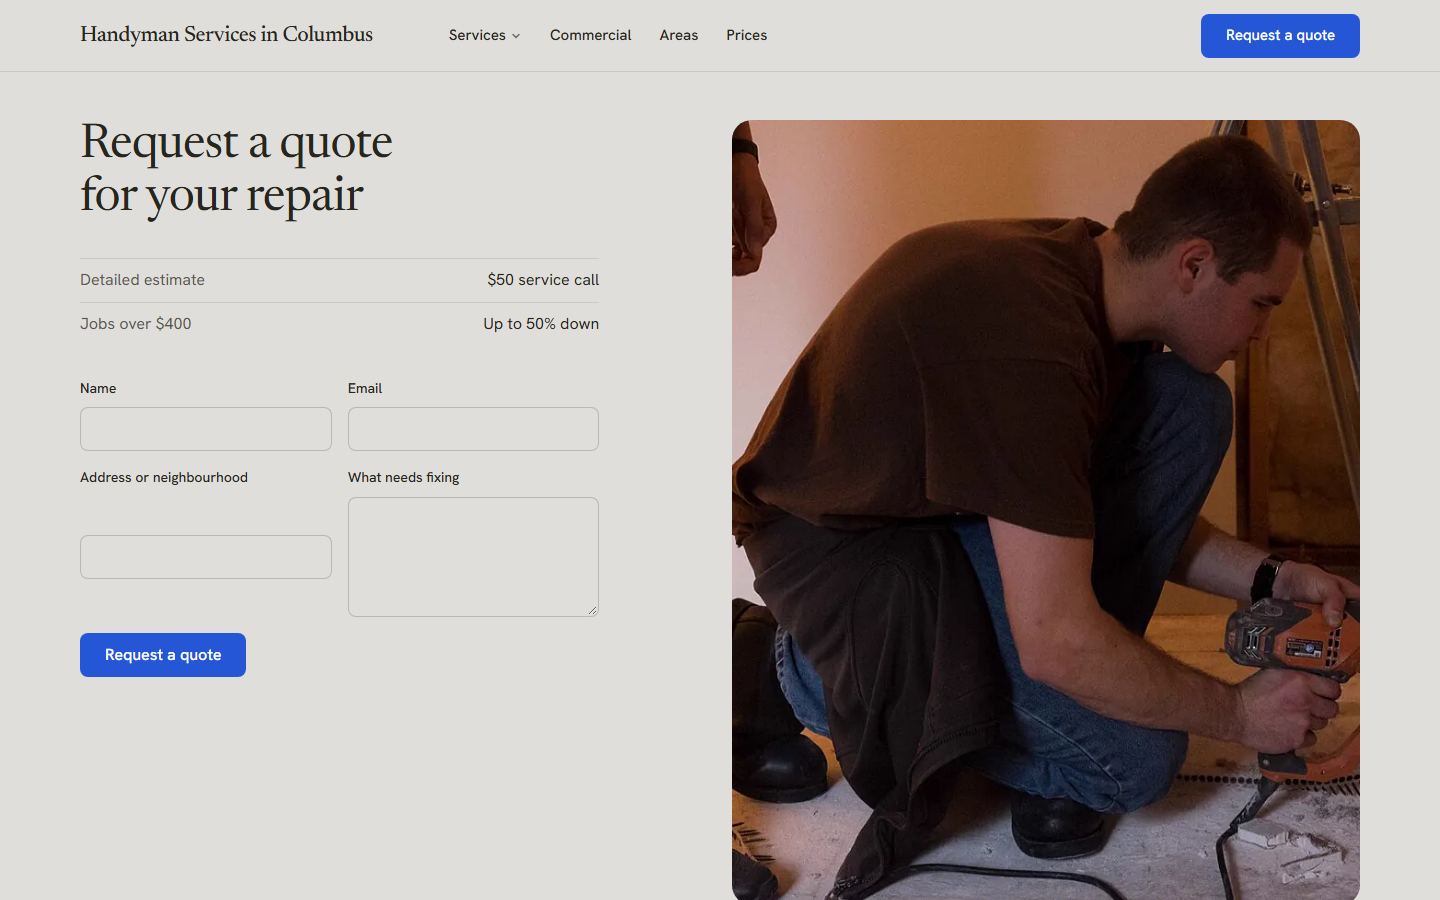 Handyman Services in Columbus
Services
Commercial
Areas
Prices
Request a quote
Request a quote
for your repair
Detailed estimate
$50 service call
Jobs over $400
Up to 50% down
Name
Email
Address or neighbourhood
What needs fixing
Request a quote